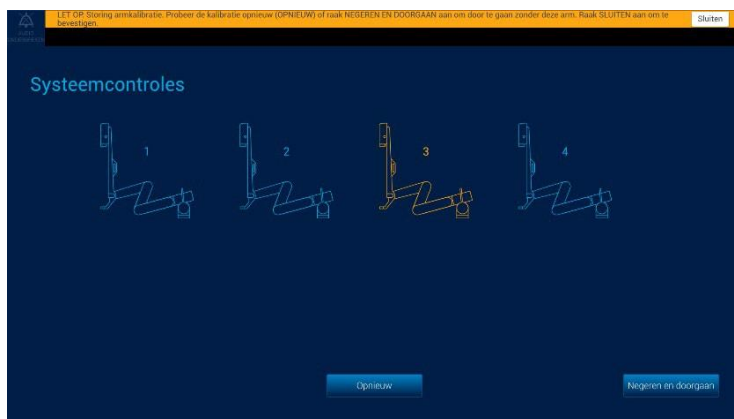 LET OP. Storing armkalibratie. Probeer de kalibratie opnieuw (OPNIEUW) of raak NEGEREN EN DOORGAAN aan om door te gaan zonder deze arm. Raak SLUITEN aan om te
bevestigen.
Sluiten
AUDIO
Systeemcontroles
1
2
3
4
Opnieuw
Negeren en doorgaan